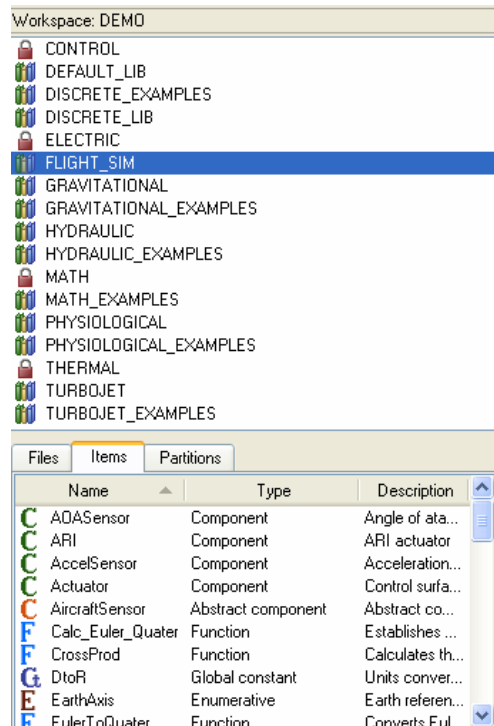 Workspace: DEMO
CONTROL
DEFAULT_LIB
DISCRETE_EXAMPLES
DISCRETE_LIB
ELECTRIC
FLIGHT_SIM
GRAVITATIONAL
GRAVITATIONAL_EXAMPLES
HYDRAULIC
HYDRAULIC_EXAMPLES
MATH
MATH_EXAMPLES
PHYSIOLOGICAL
PHYSIOLOGICAL_EXAMPLES
THERMAL
TURBOJET
TURBOJET_EXAMPLES
Files Items Partitions
Name Type Description
C AOASensor Component Angle of ata...
C ARI Component ARI actuator
C AccelSensor Component Acceleration...
C Actuator Component Control surfa...
C AircraftSensor Abstract component Abstract co...
F Calc_Euler_Quater Function Establishes ...
F CrossProd Function Calculates th...
Gt DtoR Global constant Units conver...
E EarthAxis Enumerative Earth referen...
F EulerToQuater Function Converts Eul...